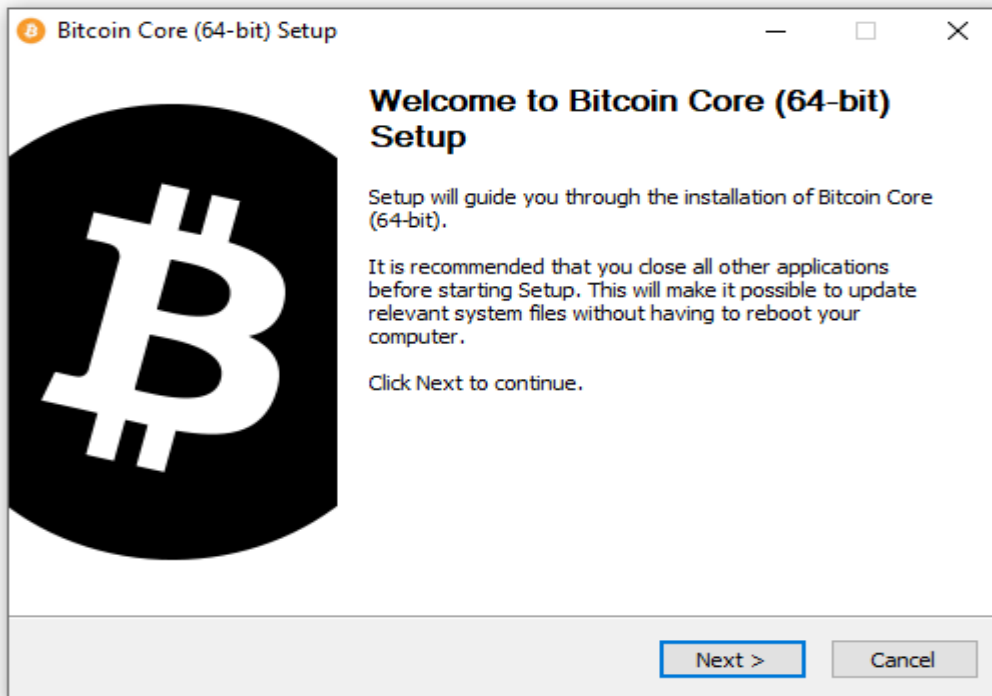 Bitcoin Core (64-bit) Setup
Welcome to Bitcoin Core (64-bit)
Setup
Setup will guide you through the installation of Bitcoin Core
(64-bit).
It is recommended that you close all other applications
before starting Setup. This will make it possible to update
relevant system files without having to reboot your
computer.
Click Next to continue.
Next >
Cancel